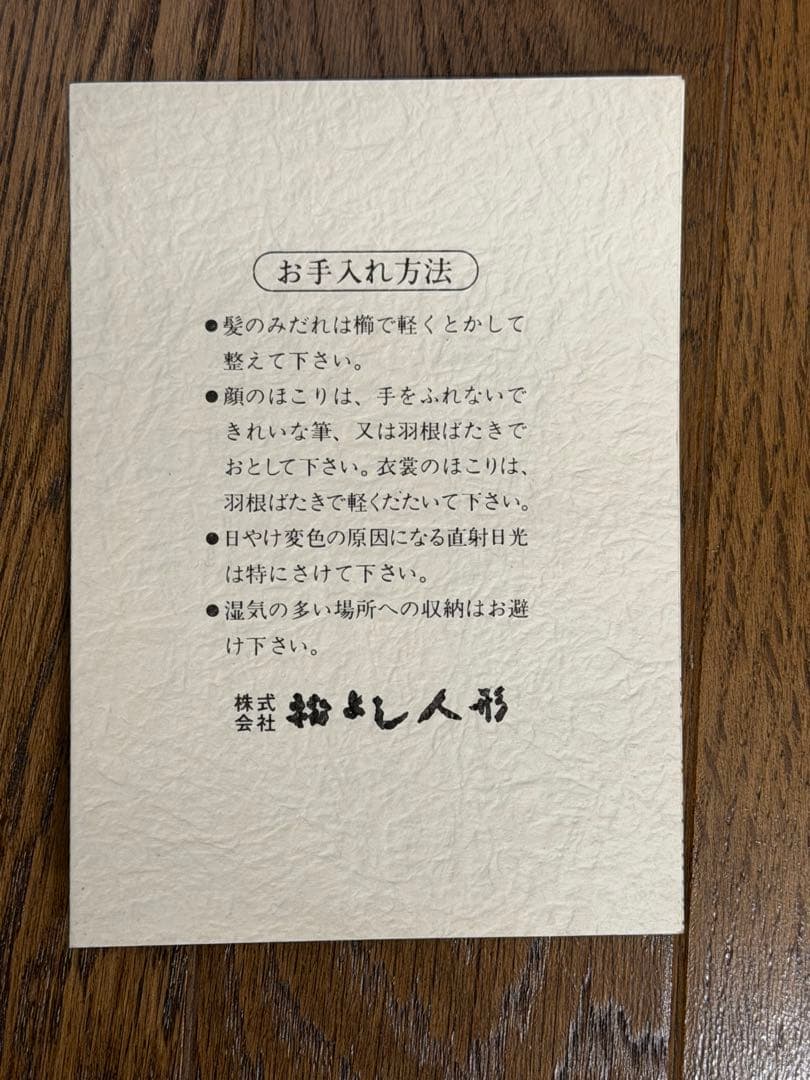 お手入れ方法
●髪のみだれは櫛で軽くとかして
整えて下さい。
●顔のほこりは、手をふれないで
きれいな筆、又は羽根ばたきで
おとして下さい。衣裳のほこりは、
羽根ばたきで軽くたたいて下さい。
●日やけ変色の原因になる直射日光
は特にさけて下さい。
●湿気の多い場所への収納はお避
け下さい。
株式会社 よし人形